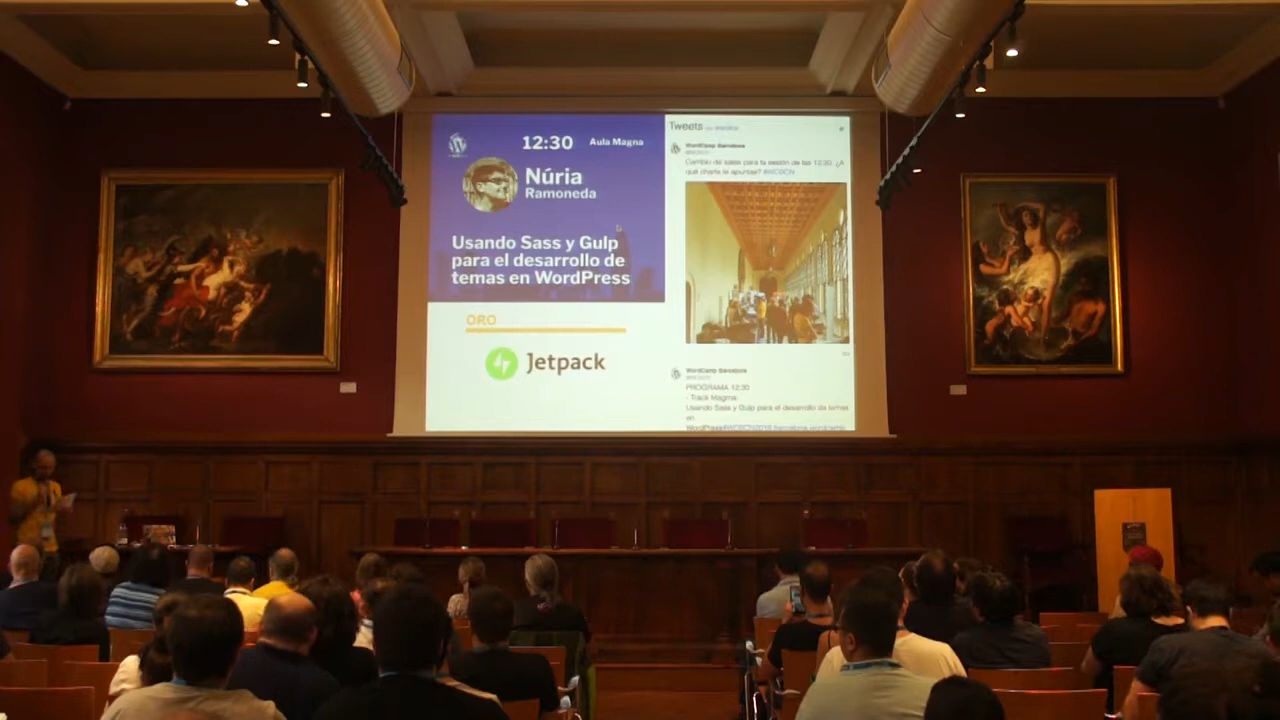 12:30
Aula Magna
Núria
Ramoneda
Usando Sass y Gulp
para el desarrollo de
temas en WordPress
ORO
Jetpack
Tweets
WordCamp Barcelona
Cambio de salas para la sesión de las 12:30 ¿A
qué charla te apuntas? #WCBCN
WordCamp Barcelona
PROGRAMA 12:30
- Track Magma:
Usando Sass y Gulp para el desarrollo de temas
en